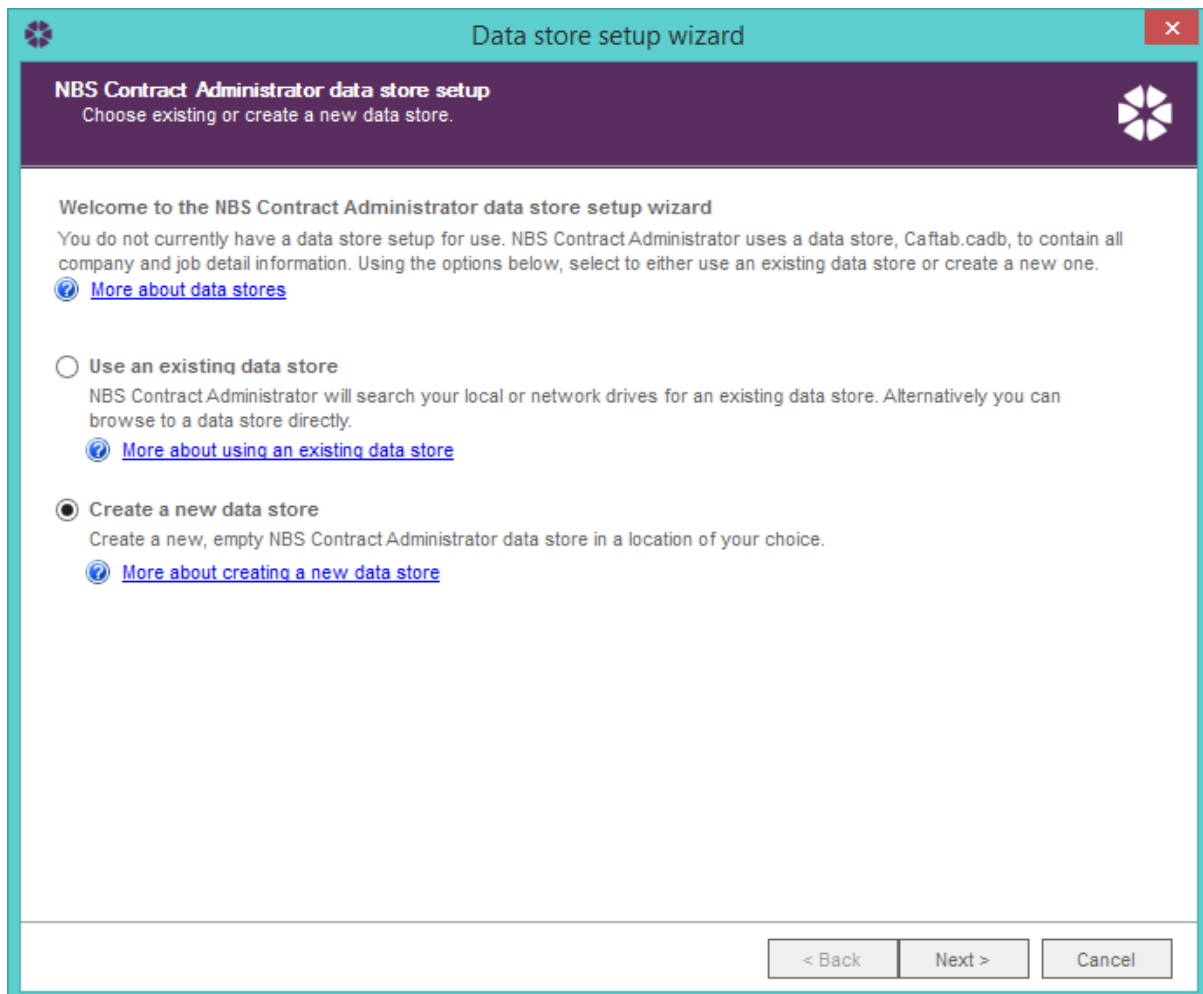 Data store setup wizard
NBS Contract Administrator data store setup
Choose existing or create a new data store.
Welcome to the NBS Contract Administrator data store setup wizard
You do not currently have a data store setup for use. NBS Contract Administrator uses a data store, Caftab.cadb, to contain all
company and job detail information. Using the options below, select to either use an existing data store or create a new one.
More about data stores
Use an existing data store
NBS Contract Administrator will search your local or network drives for an existing data store. Alternatively you can
browse to a data store directly.
More about using an existing data store
Create a new data store
Create a new, empty NBS Contract Administrator data store in a location of your choice.
More about creating a new data store
< Back
Next >
Cancel